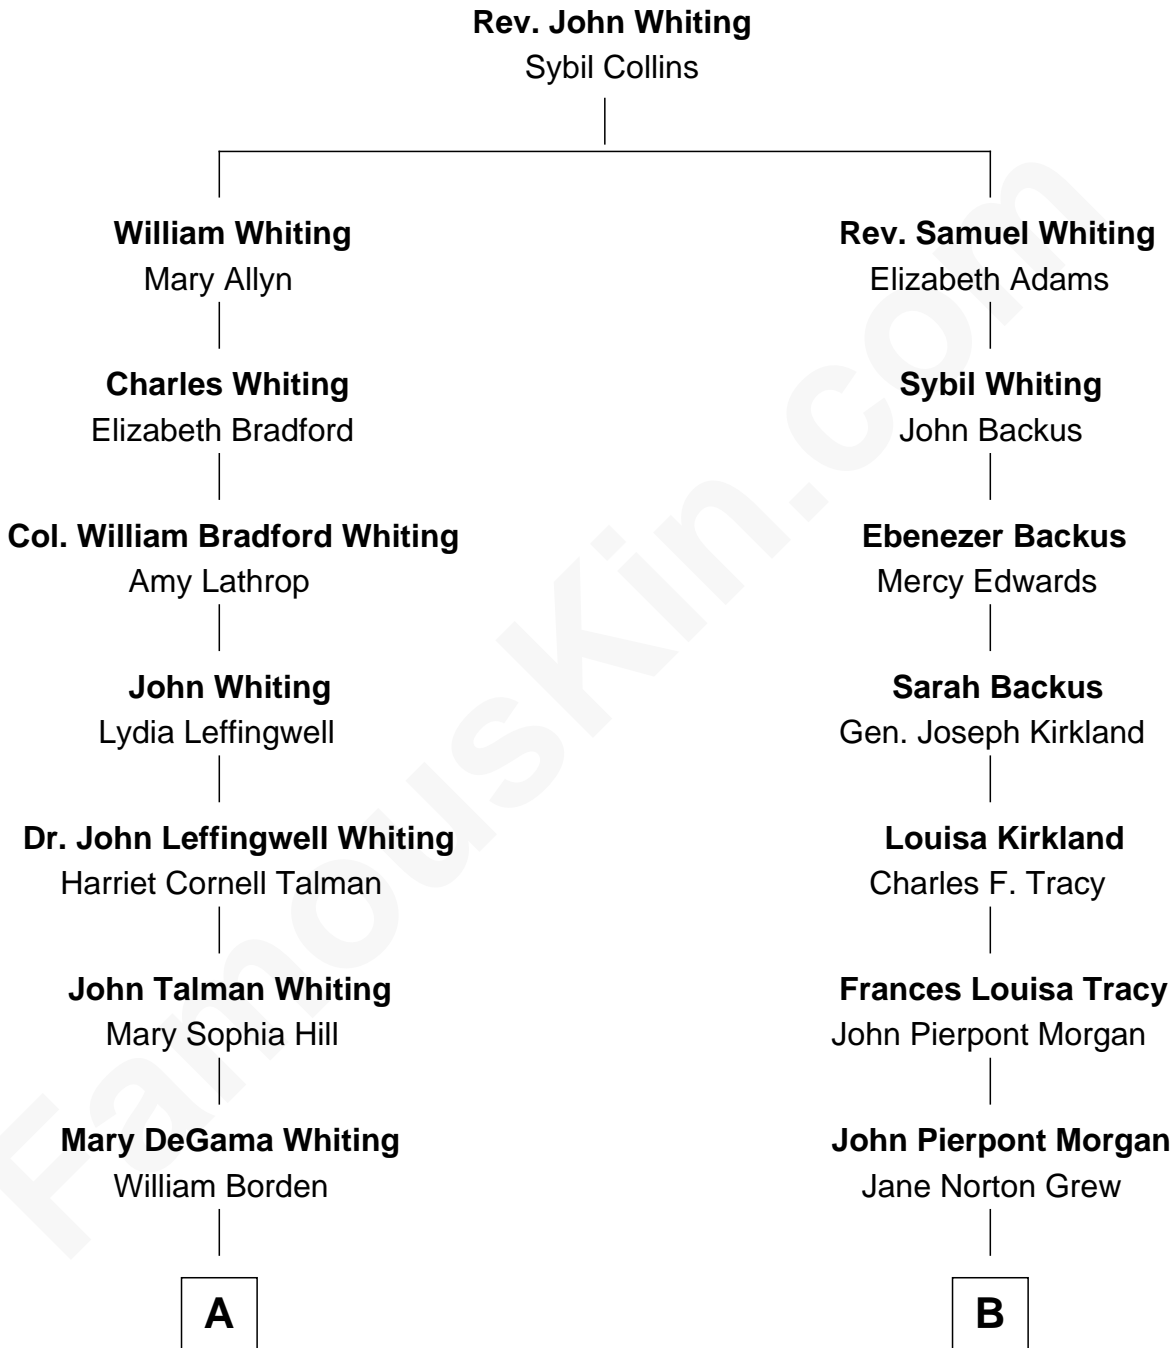 Rev. John Whiting
Sybil Collins
William Whiting
Mary Allyn
Charles Whiting
Elizabeth Bradford
Col. William Bradford Whiting
Amy Lathrop
John Whiting
Lydia Leffingwell
Dr. John Leffingwell Whiting
Harriet Cornell Talman
John Talman Whiting
Mary Sophia Hill
Mary DeGama Whiting
William Borden
A
Rev. Samuel Whiting
Elizabeth Adams
Sybil Whiting
John Backus
Ebenezer Backus
Mercy Edwards
Sarah Backus
Gen. Joseph Kirkland
Louisa Kirkland
Charles F. Tracy
Frances Louisa Tracy
John Pierpont Morgan
John Pierpont Morgan
Jane Norton Grew
B
FamousKin.com